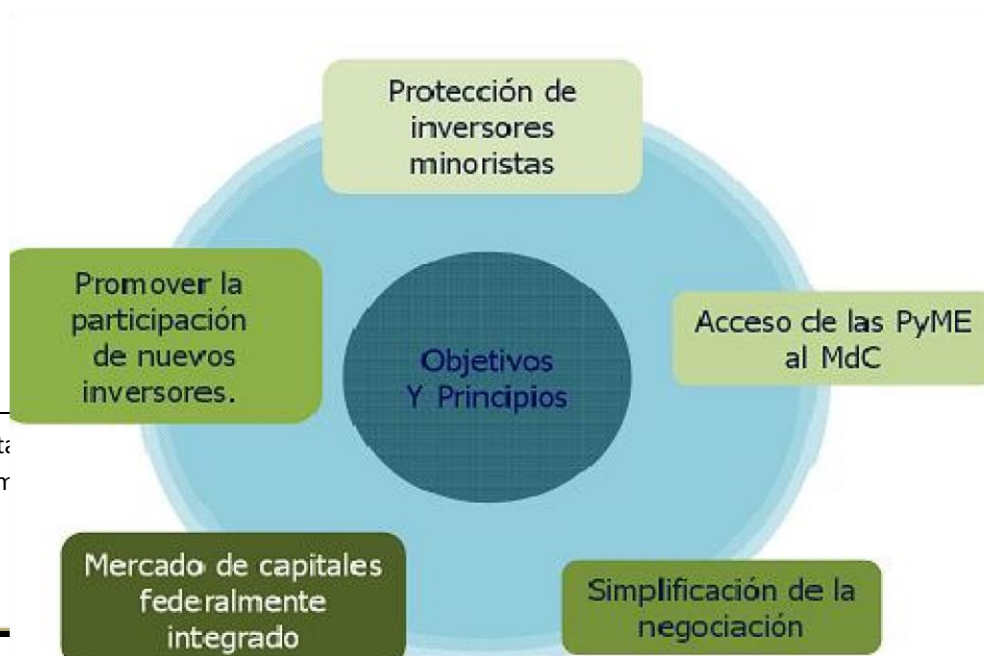 Protección de
inversores
minoristas
Promover la
participación
de nuevos
inversores.
Acceso de las PyME
al MdC
Objetivos
Y Principios
Mercado de capitales
federalmente
integrado
Simplificación de la
negociación